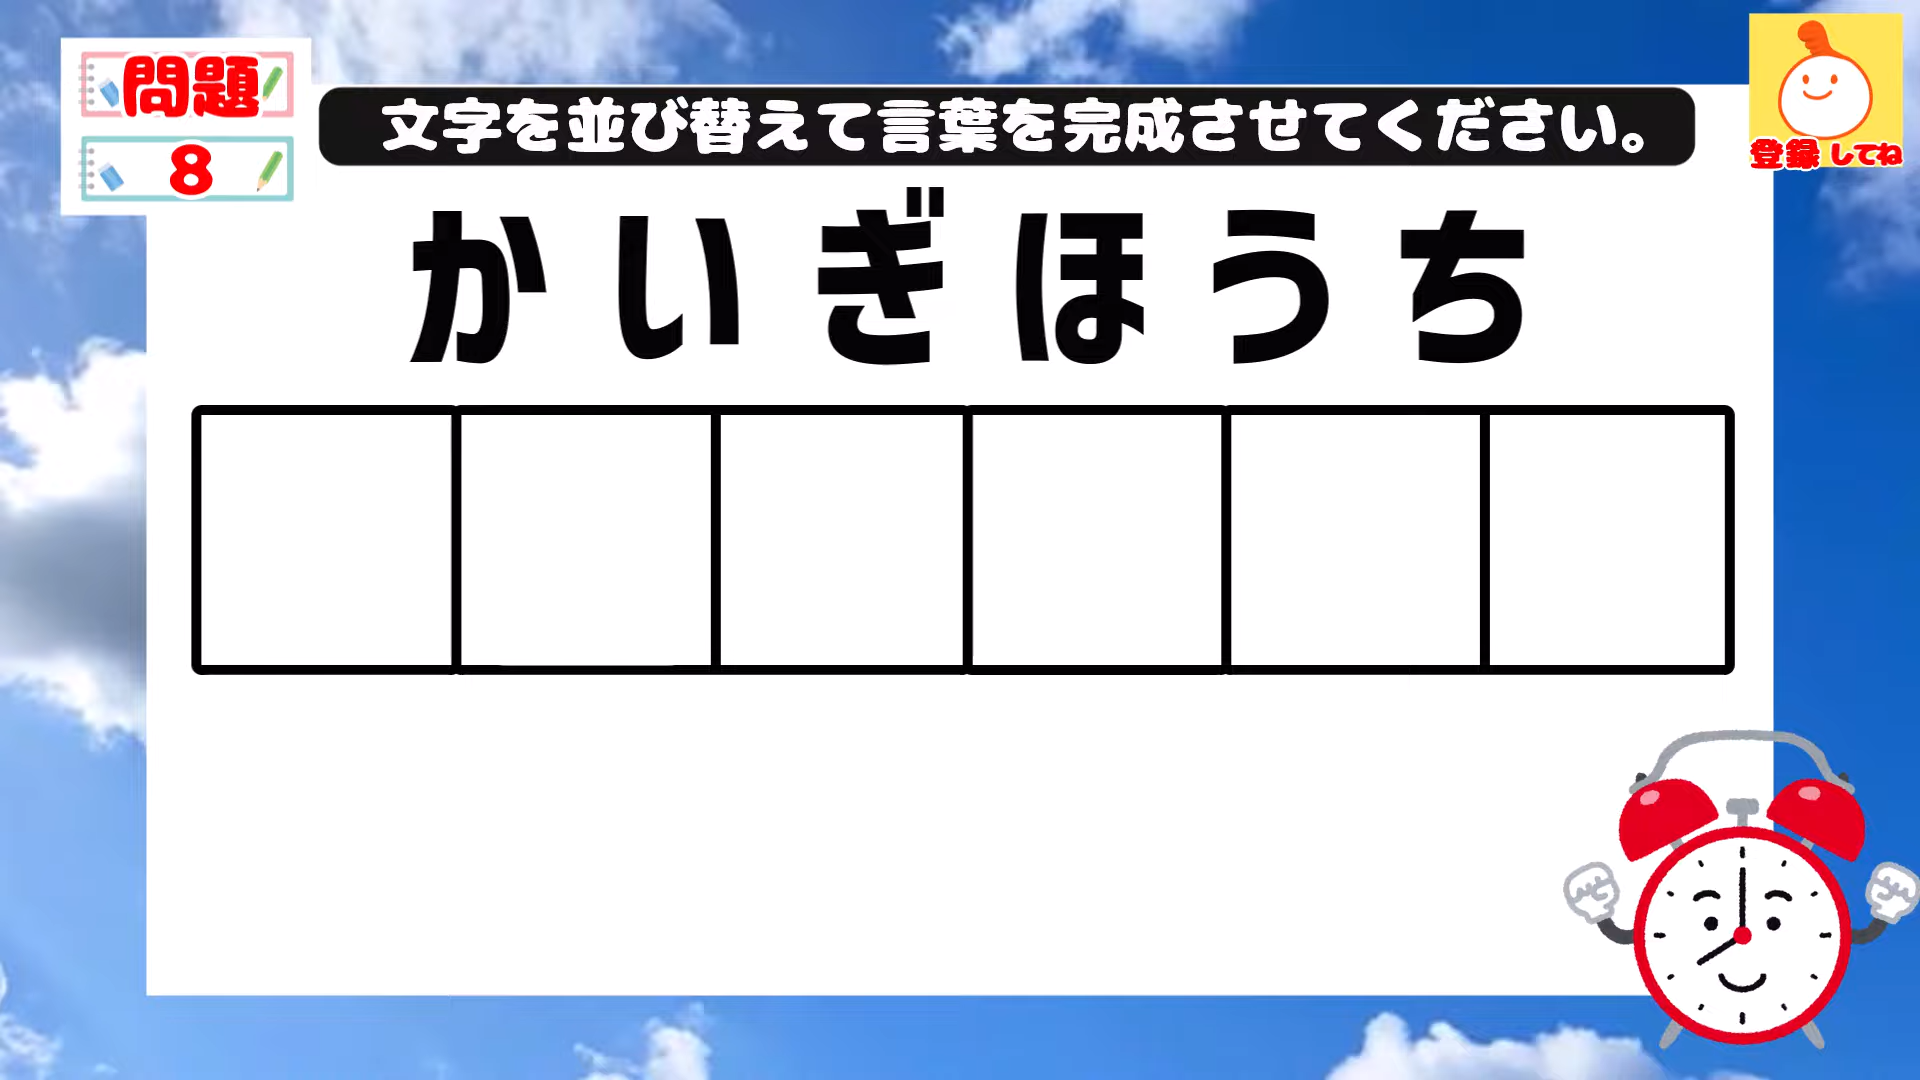 問題
8
文字を並び替えて言葉を完成させてください。
登録してね
かいぎほうち